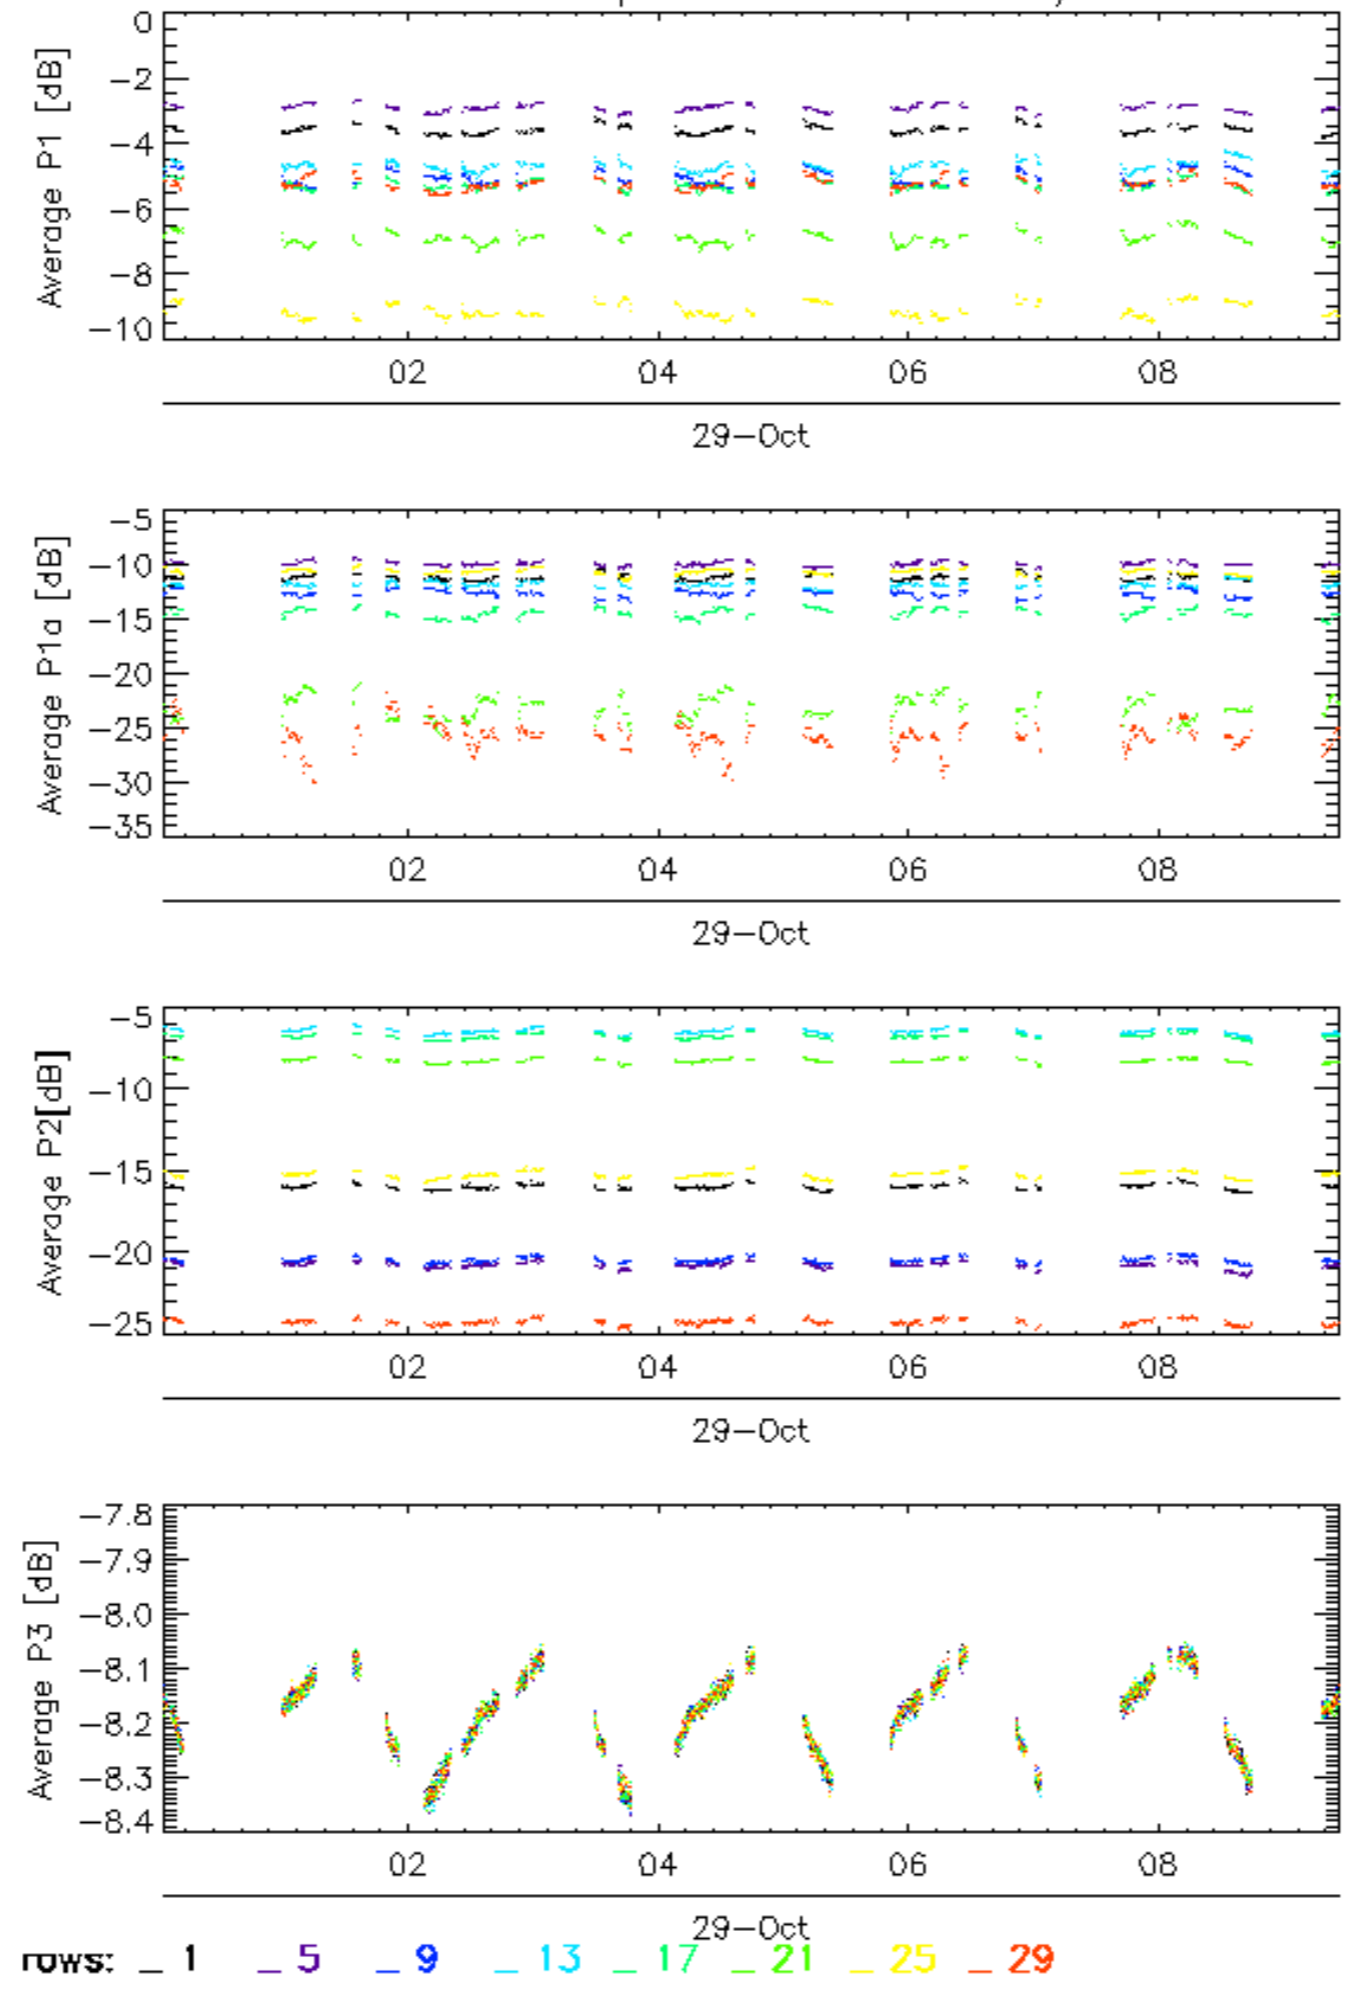 0
−2
−4
−6
−8
−10
Average P1 [dB]
02 04 06 08
29−Oct
−5
−10
−15
−20
−25
−30
−35
Average P1a [dB]
02 04 06 08
29−Oct
−5
−10
−15
−20
−25
Average P2[dB]
02 04 06 08
29−Oct
−7.8
−7.9
−8.0
−8.1
−8.2
−8.3
−8.4
Average P3 [dB]
02 04 06 08
29−Oct
rows: _ 1 _ 5 _ 9 _ 13 _ 17 _ 21 _ 25 _ 29